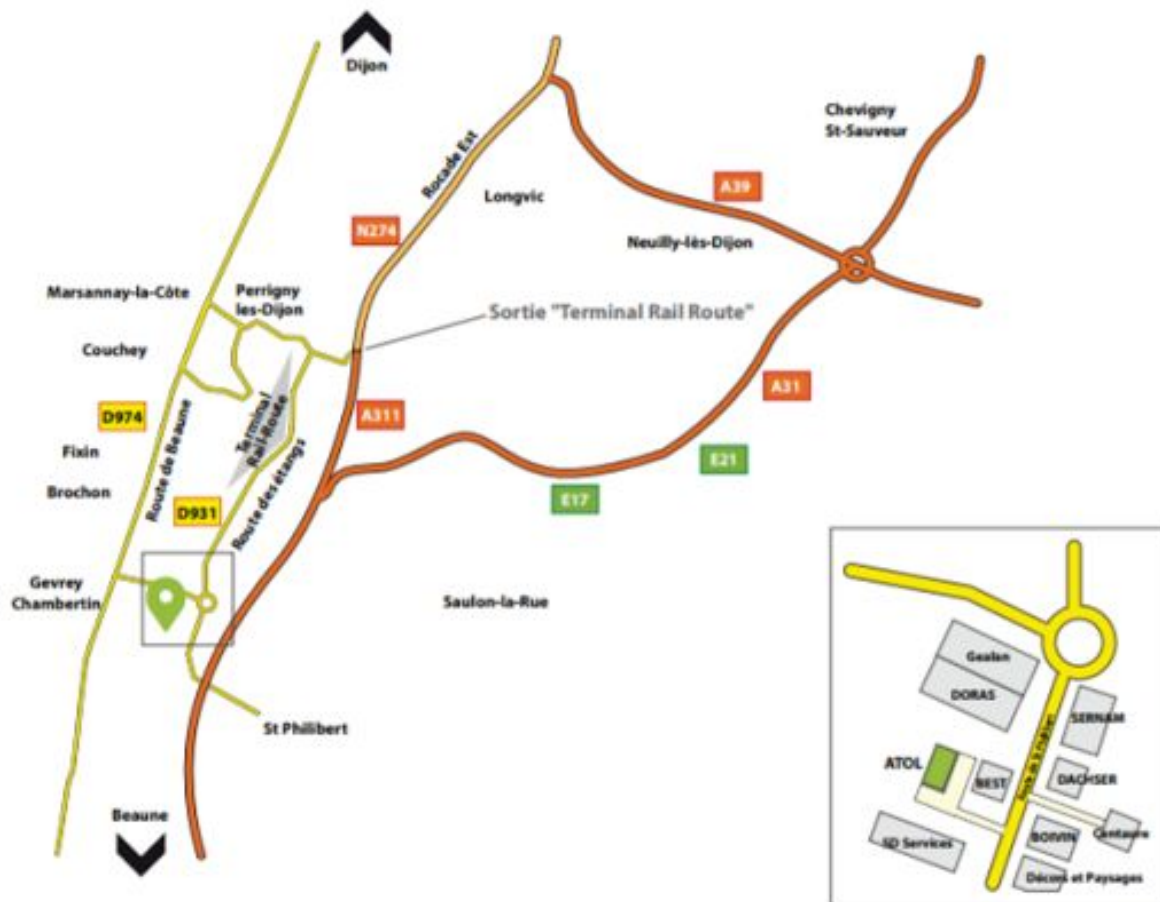 Dijon
Chevigny
St-Sauveur
Rocade Est
A39
Longvic
N274
Neuilly-lès-Dijon
Marsannay-la-Côte
Perrigny
les-Dijon
Sortie "Terminal Rail Route"
Couchey
A31
D974
A311
Terminal
Rail-Route
Route de Beaune
Fixin
E21
Brochon
E17
D931
Route des étangs
Gevrey
Chambertin
Saulon-la-Rue
St Philibert
Beaune
Gealan
DORAS
SERNAM
ATOL
BEST
DACHSER
SD Services
BOIVIN
Centaure
Décors et Paysages